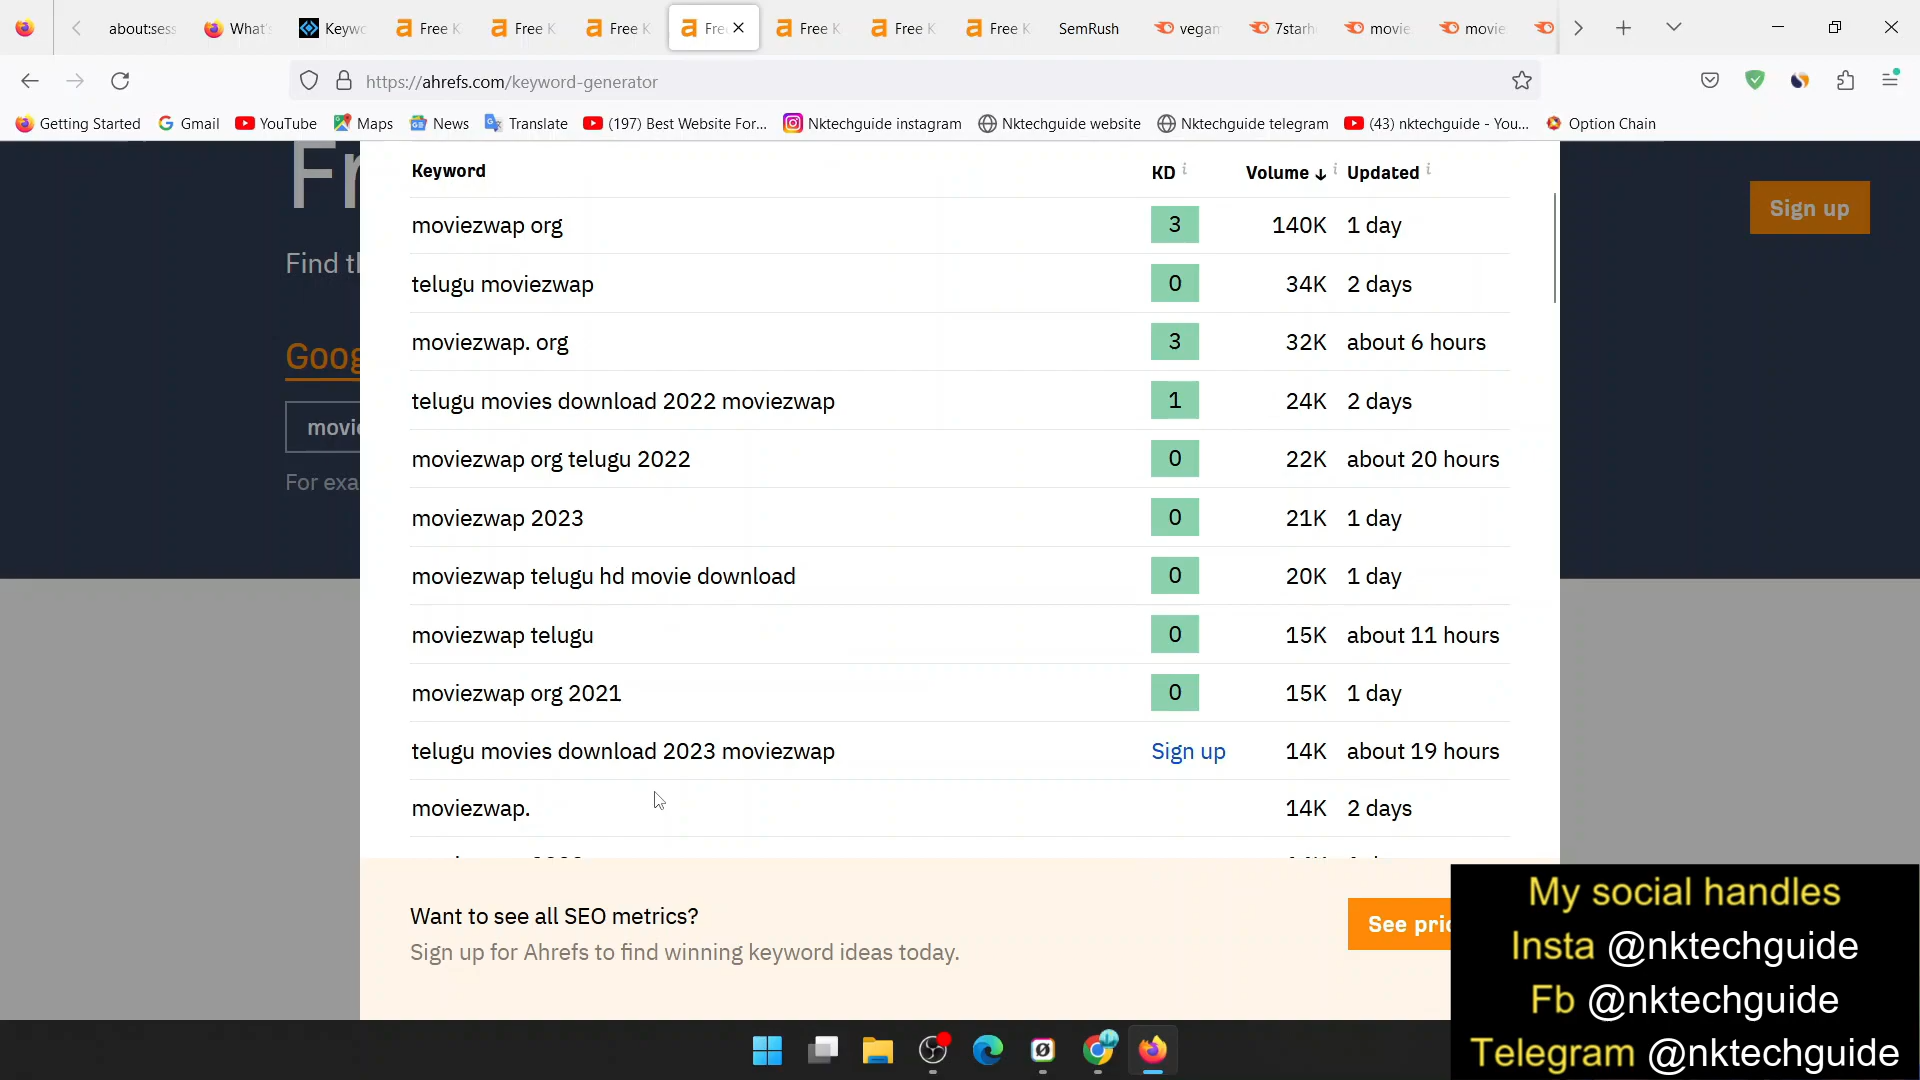 about:sess
What's
Keywo
Free K
Free K
Free K
Fre
Free K
Free K
Free K
SemRush
vegam
7starh
movie
movie
https://ahrefs.com/keyword-generator
Getting Started
Gmail
YouTube
Maps
News
Translate
(197) Best Website For...
Nktechguide instagram
Nktechguide website
Nktechguide telegram
(43) nktechguide - You...
Option Chain
Fr
Sign up
Find th
Goog
movie
For exa
Keyword KD i Volume ↓ i Updated i
moviezwap org 3 140K 1 day
telugu moviezwap 0 34K 2 days
moviezwap. org 3 32K about 6 hours
telugu movies download 2022 moviezwap 1 24K 2 days
moviezwap org telugu 2022 0 22K about 20 hours
moviezwap 2023 0 21K 1 day
moviezwap telugu hd movie download 0 20K 1 day
moviezwap telugu 0 15K about 11 hours
moviezwap org 2021 0 15K 1 day
telugu movies download 2023 moviezwap Sign up 14K about 19 hours
moviezwap. 14K 2 days
Want to see all SEO metrics?
Sign up for Ahrefs to find winning keyword ideas today.
See pric
My social handles
Insta @nktechguide
Fb @nktechguide
Telegram @nktechguide